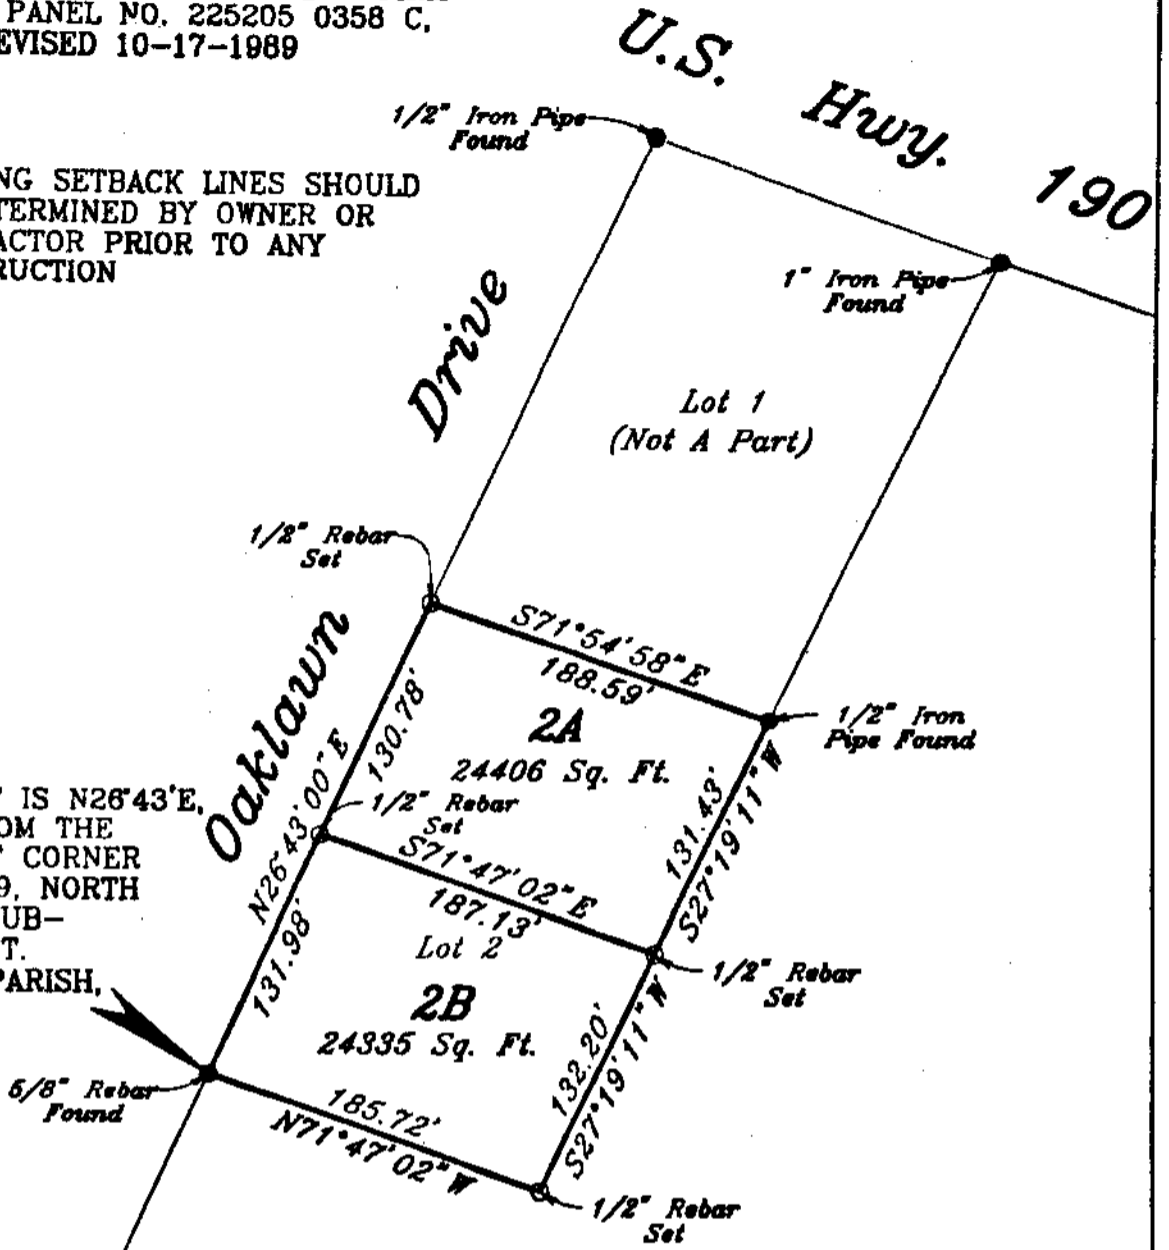 PANEL NO. 225205 0358 C,
EVISED 10-17-1989
U.S. Hwy. 190
1/2" Iron Pipe
Found
NG SETBACK LINES SHOULD
TERMINED BY OWNER OR
ACTOR PRIOR TO ANY
RUCTION
1" Iron Pipe
Found
Oaklawn Drive
Lot 1
(Not A Part)
1/2" Rebar
Set
S71°54'58"E
188.59'
2A
24406 Sq. Ft.
130.78'
1/2" Iron
Pipe Found
131.43'
S27°19'11"W
1/2" Rebar
Set
N26°43'00"E
S71°47'02"E
187.13'
Lot 2
2B
24335 Sq. Ft.
131.98'
1/2" Rebar
Set
132.20'
S27°19'11"W
IS N26°43'E,
OM THE
CORNER
9, NORTH
UB-
T.
PARISH,
5/8" Rebar
Found
185.72'
N71°47'02"W
1/2" Rebar
Set